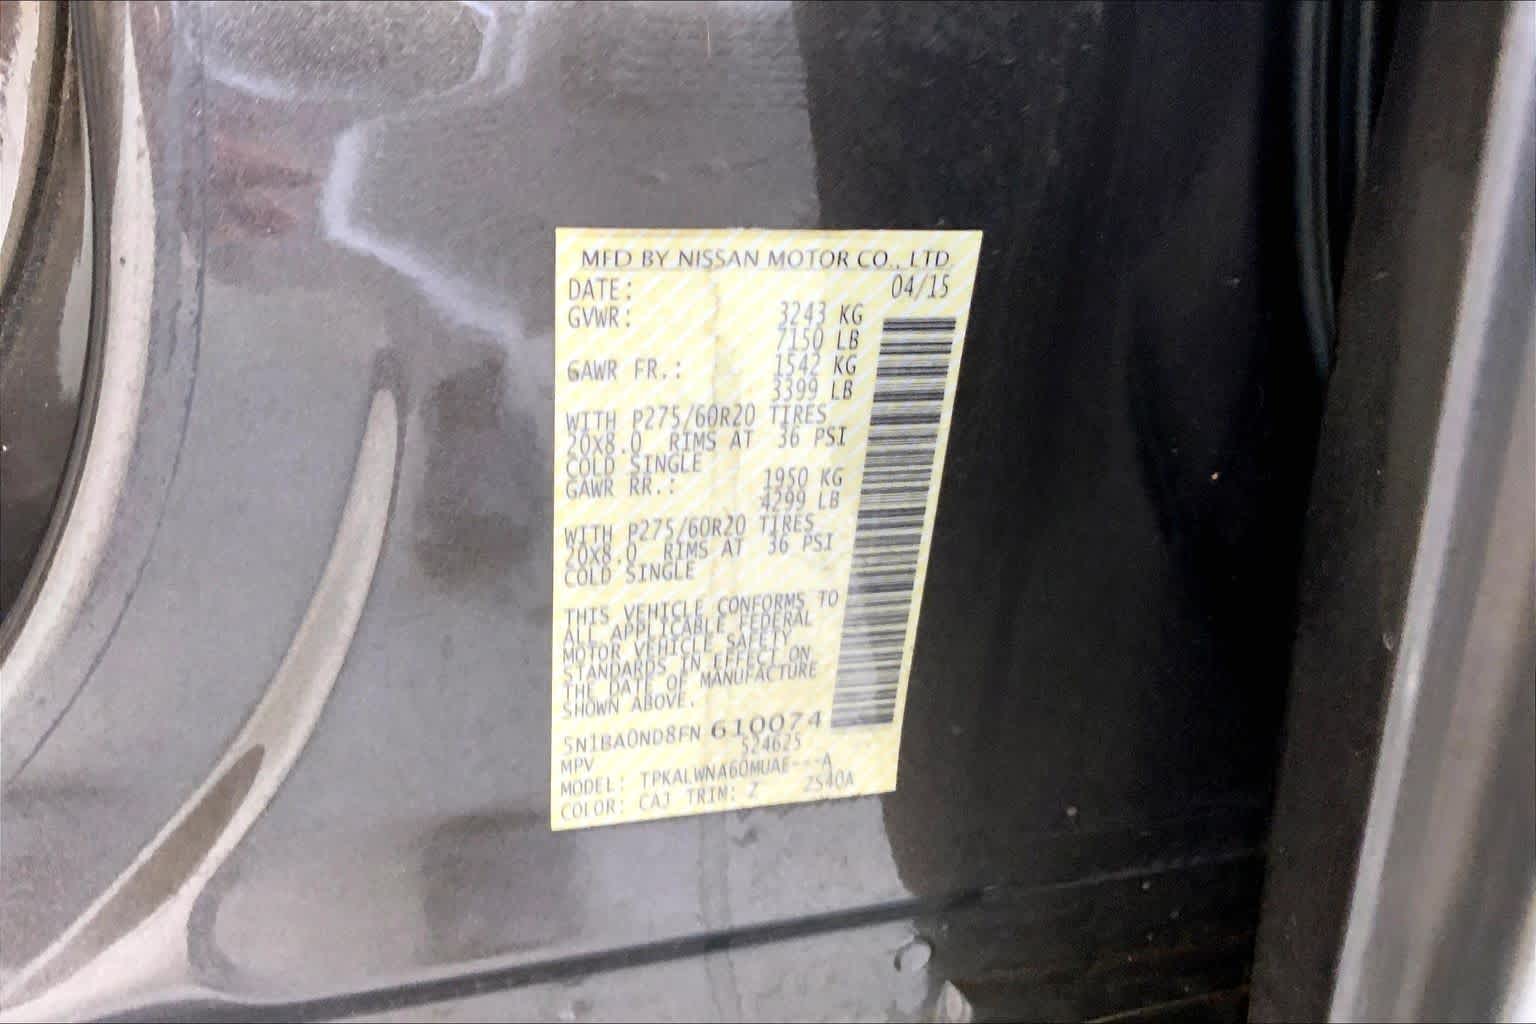 MFD BY NISSAN MOTOR CO., LTD
DATE: 04/15
GVWR: 3243 KG
7150 LB
GAWR FR.: 1542 KG
3399 LB
WITH P275/60R20 TIRES
20X8.0 RIMS AT 36 PSI
COLD SINGLE
GAWR RR.: 1950 KG
4299 LB
WITH P275/60R20 TIRES
20X8.0 RIMS AT 36 PSI
COLD SINGLE
THIS VEHICLE CONFORMS TO
ALL APPLICABLE FEDERAL
MOTOR VEHICLE SAFETY
STANDARDS IN EFFECT ON
THE DATE OF MANUFACTURE
SHOWN ABOVE.
5N1BA0ND8FN 610074
MPV 524625
MODEL: TPKALWNA60MUAE---A
COLOR: CAJ TRIM: Z ZS40A